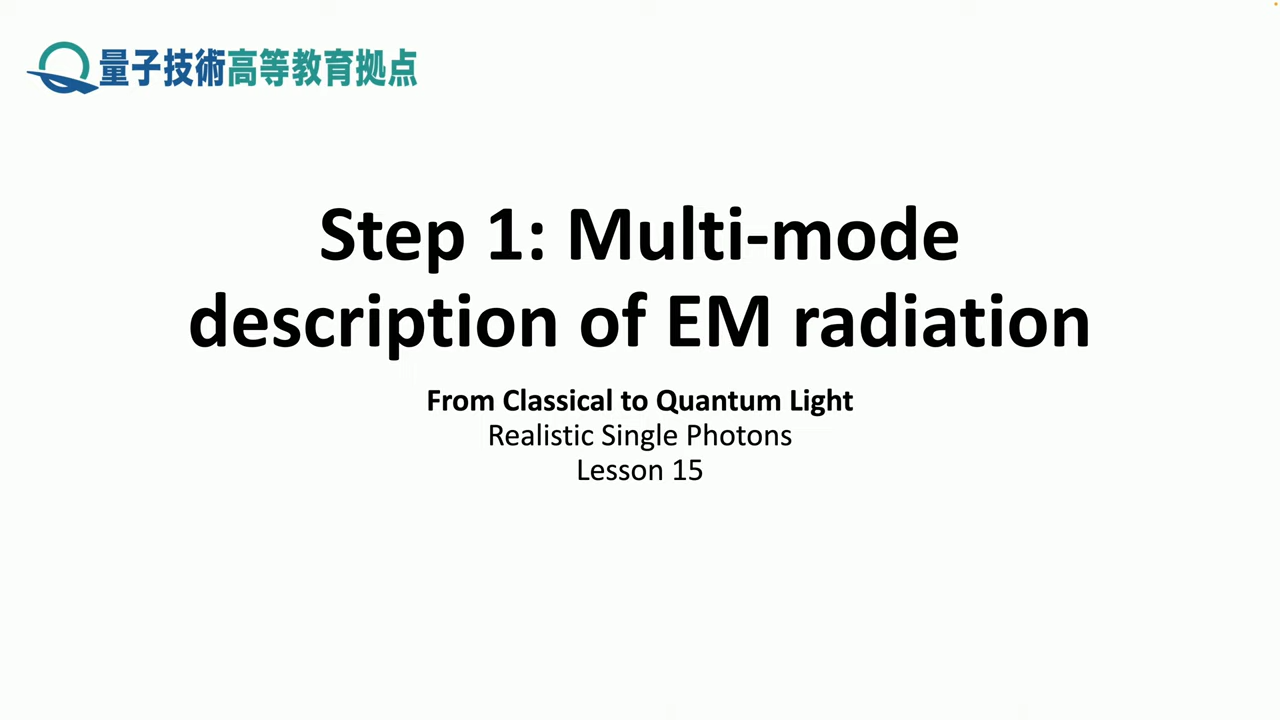 量子技術高等教育拠点
Step 1: Multi-mode
description of EM radiation
From Classical to Quantum Light
Realistic Single Photons
Lesson 15